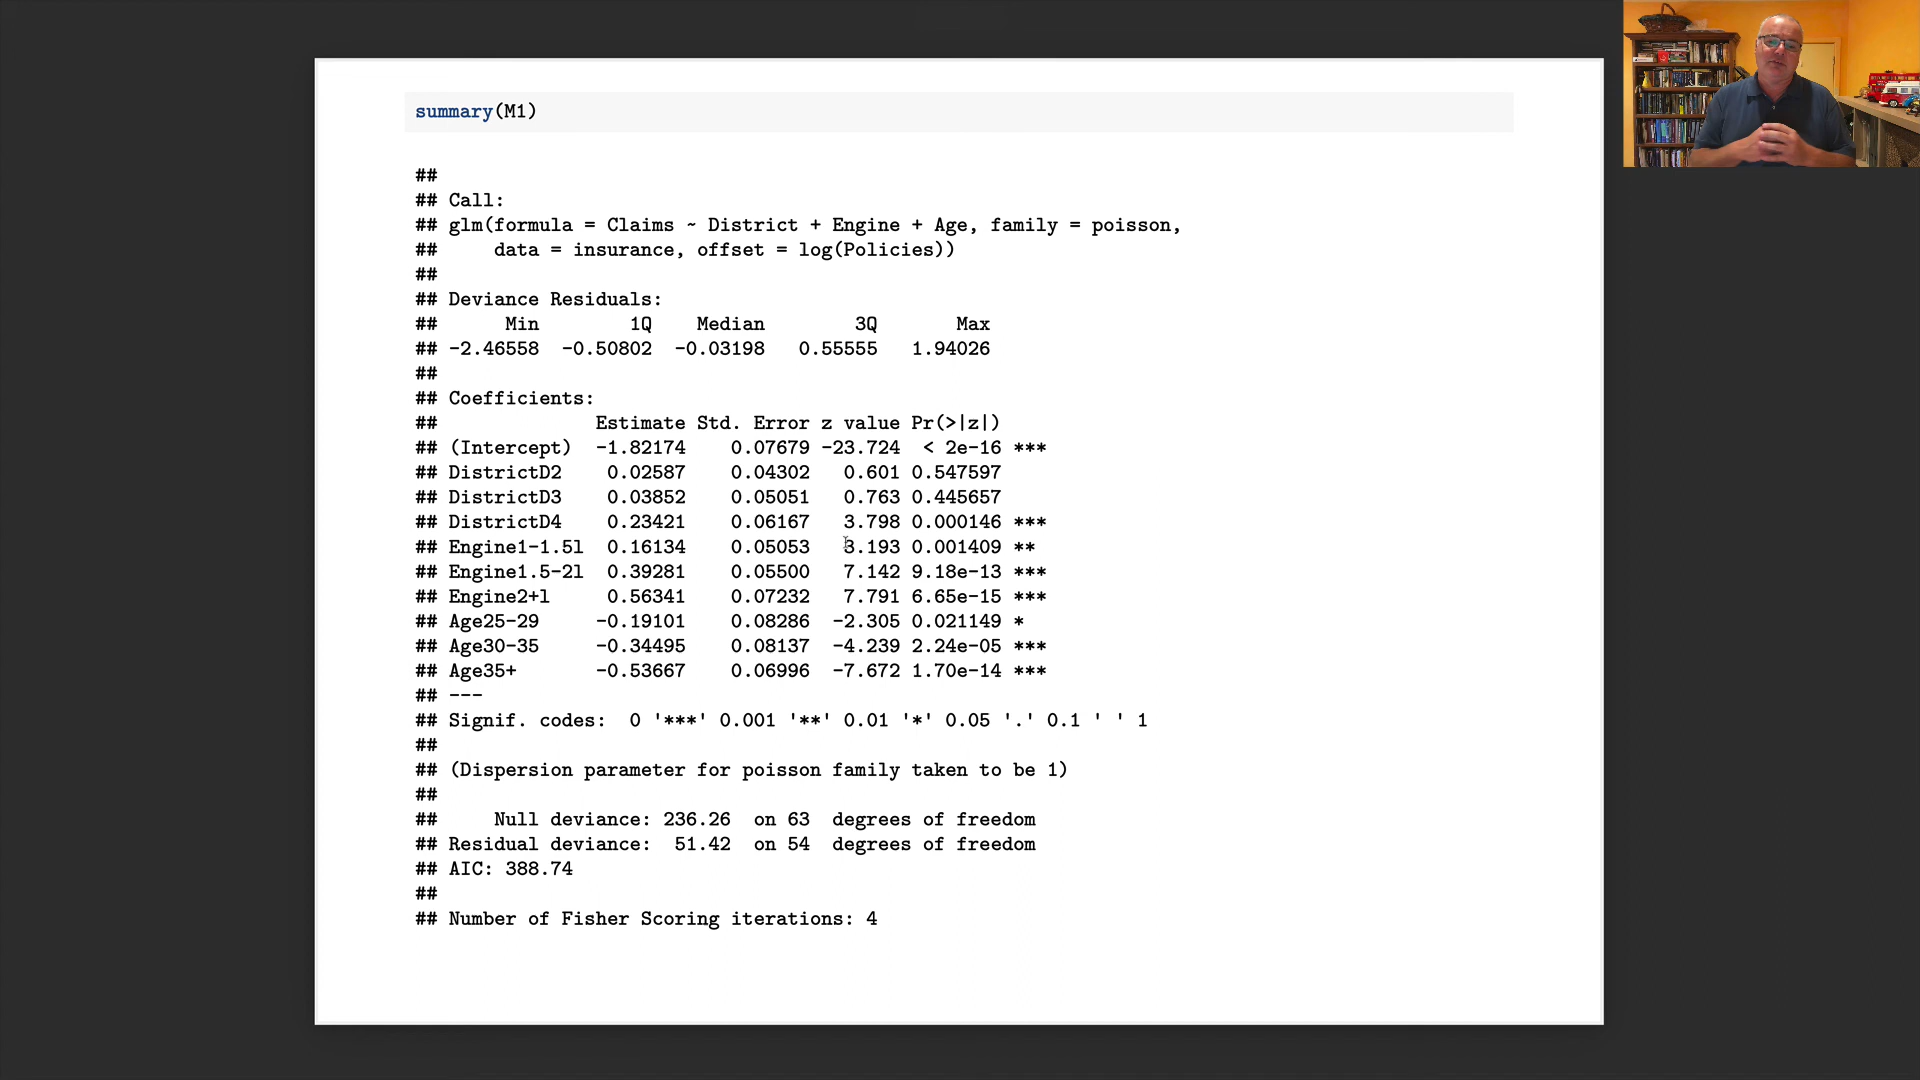 summary(M1)
##
## Call:
## glm(formula = Claims ~ District + Engine + Age, family = poisson,
##     data = insurance, offset = log(Policies))
##
## Deviance Residuals:
##      Min        1Q    Median        3Q       Max
## -2.46558  -0.50802  -0.03198   0.55555   1.94026
##
## Coefficients:
##             Estimate Std. Error z value Pr(>|z|)
## (Intercept) -1.82174    0.07679 -23.724  < 2e-16 ***
## DistrictD2   0.02587    0.04302   0.601 0.547597
## DistrictD3   0.03852    0.05051   0.763 0.445657
## DistrictD4   0.23421    0.06167   3.798 0.000146 ***
## Engine1-1.5l 0.16134    0.05053   3.193 0.001409 **
## Engine1.5-2l 0.39281    0.05500   7.142 9.18e-13 ***
## Engine2+l    0.56341    0.07232   7.791 6.65e-15 ***
## Age25-29    -0.19101    0.08286  -2.305 0.021149 *
## Age30-35    -0.34495    0.08137  -4.239 2.24e-05 ***
## Age35+      -0.53667    0.06996  -7.672 1.70e-14 ***
## ---
## Signif. codes:  0 '***' 0.001 '**' 0.01 '*' 0.05 '.' 0.1 ' ' 1
##
## (Dispersion parameter for poisson family taken to be 1)
##
##     Null deviance: 236.26  on 63  degrees of freedom
## Residual deviance:  51.42  on 54  degrees of freedom
## AIC: 388.74
##
## Number of Fisher Scoring iterations: 4